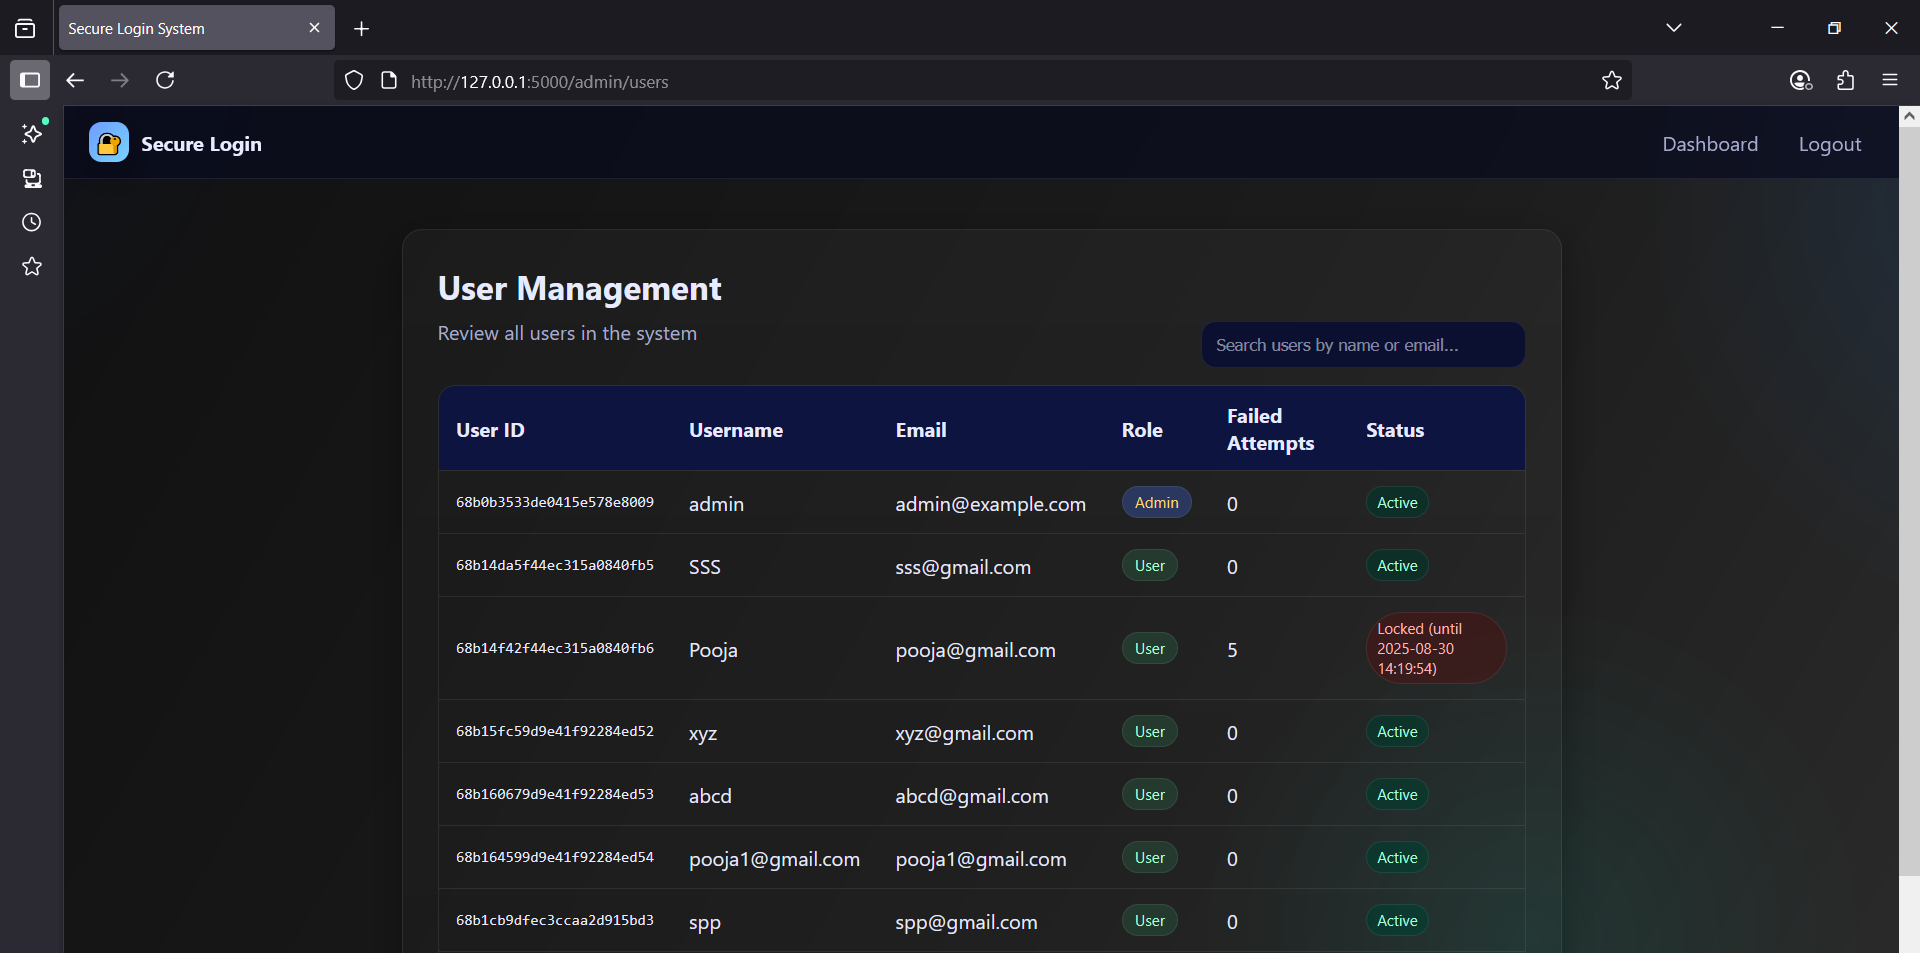 Secure Login System
http://127.0.0.1:5000/admin/users
Secure Login
Dashboard
Logout
User Management
Review all users in the system
Search users by name or email...
User ID Username Email Role Failed Attempts Status
68b0b3533de0415e578e8009 admin admin@example.com Admin 0 Active
68b14da5f44ec315a0840fb5 SSS sss@gmail.com User 0 Active
68b14f42f44ec315a0840fb6 Pooja pooja@gmail.com User 5 Locked (until
2025-08-30
14:19:54)
68b15fc59d9e41f92284ed52 xyz xyz@gmail.com User 0 Active
68b160679d9e41f92284ed53 abcd abcd@gmail.com User 0 Active
68b164599d9e41f92284ed54 pooja1@gmail.com pooja1@gmail.com User 0 Active
68b1cb9dfec3ccaa2d915bd3 spp spp@gmail.com User 0 Active